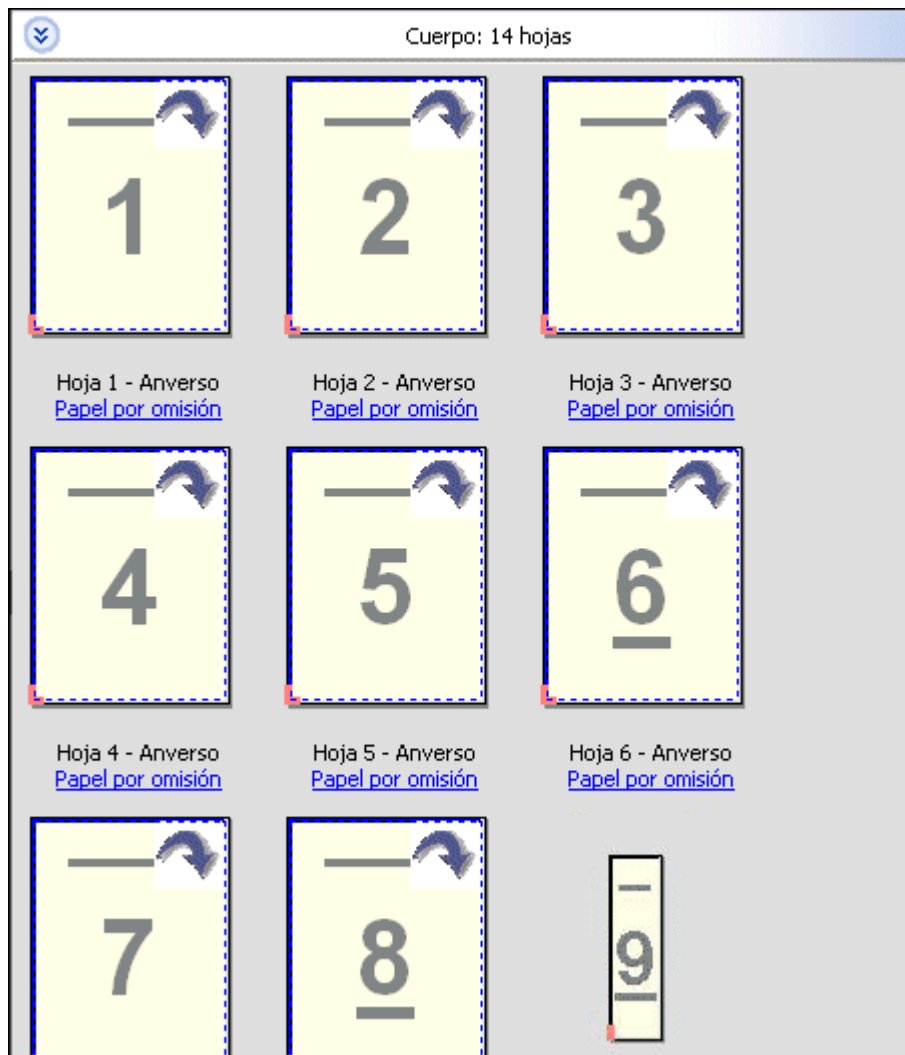 Cuerpo: 14 hojas
1 2 3
Hoja 1 - Anverso Hoja 2 - Anverso Hoja 3 - Anverso
Papel por omisión Papel por omisión Papel por omisión
4 5 6
Hoja 4 - Anverso Hoja 5 - Anverso Hoja 6 - Anverso
Papel por omisión Papel por omisión Papel por omisión
7 8 9